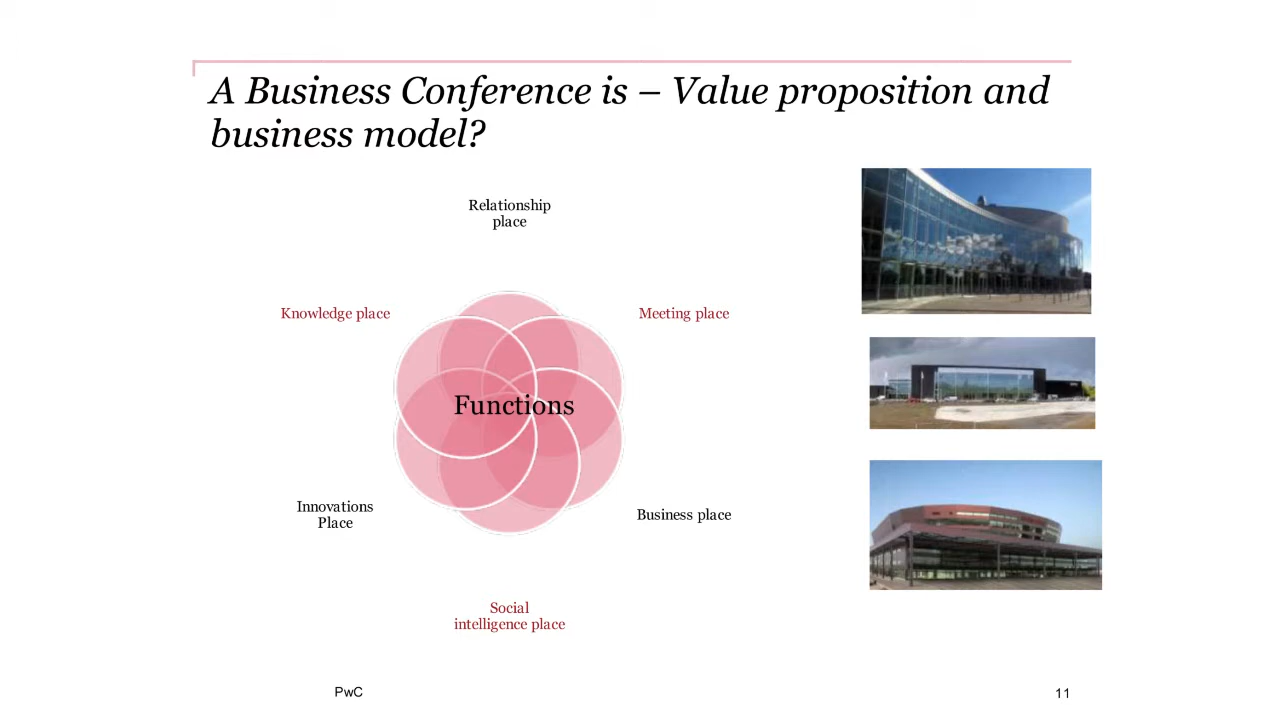 A Business Conference is – Value proposition and
business model?
Relationship
place
Knowledge place
Meeting place
Functions
Innovations
Place
Business place
Social
intelligence place
PwC
11